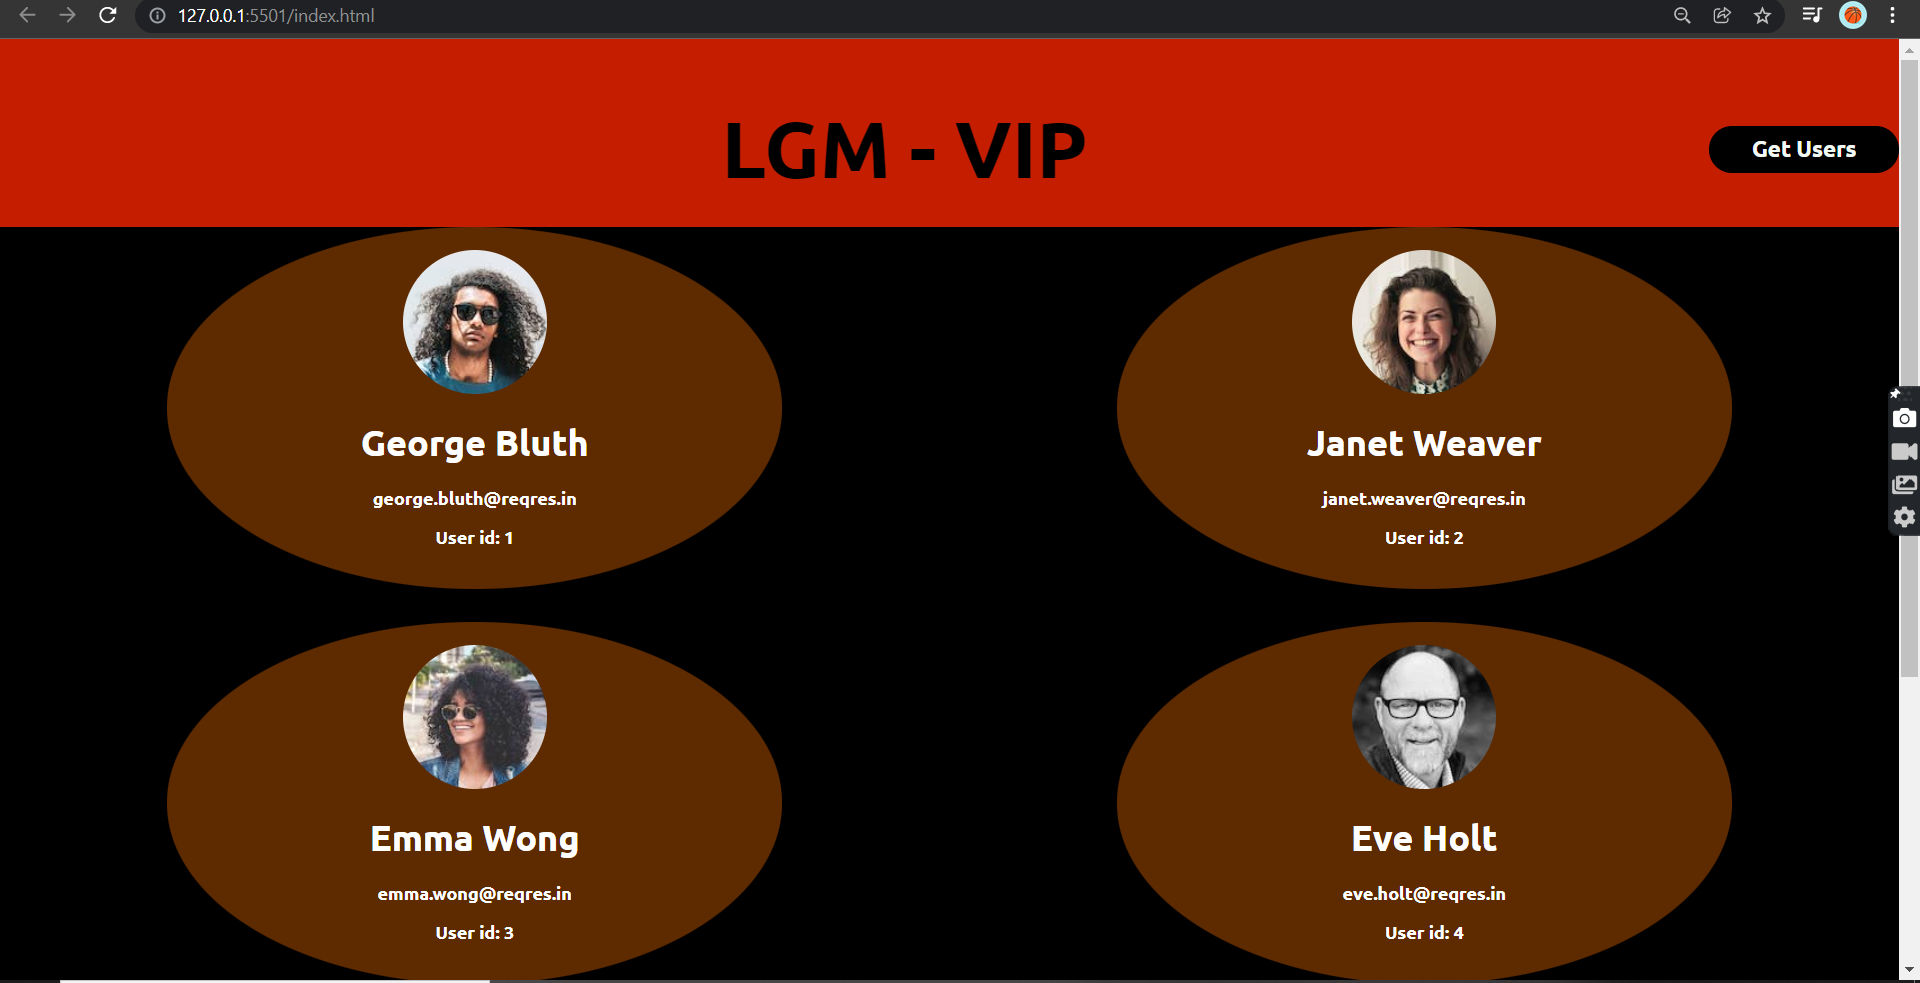 127.0.0.1:5501/index.html
LGM - VIP
Get Users
George Bluth
george.bluth@reqres.in
User id: 1
Janet Weaver
janet.weaver@reqres.in
User id: 2
Emma Wong
emma.wong@reqres.in
User id: 3
Eve Holt
eve.holt@reqres.in
User id: 4